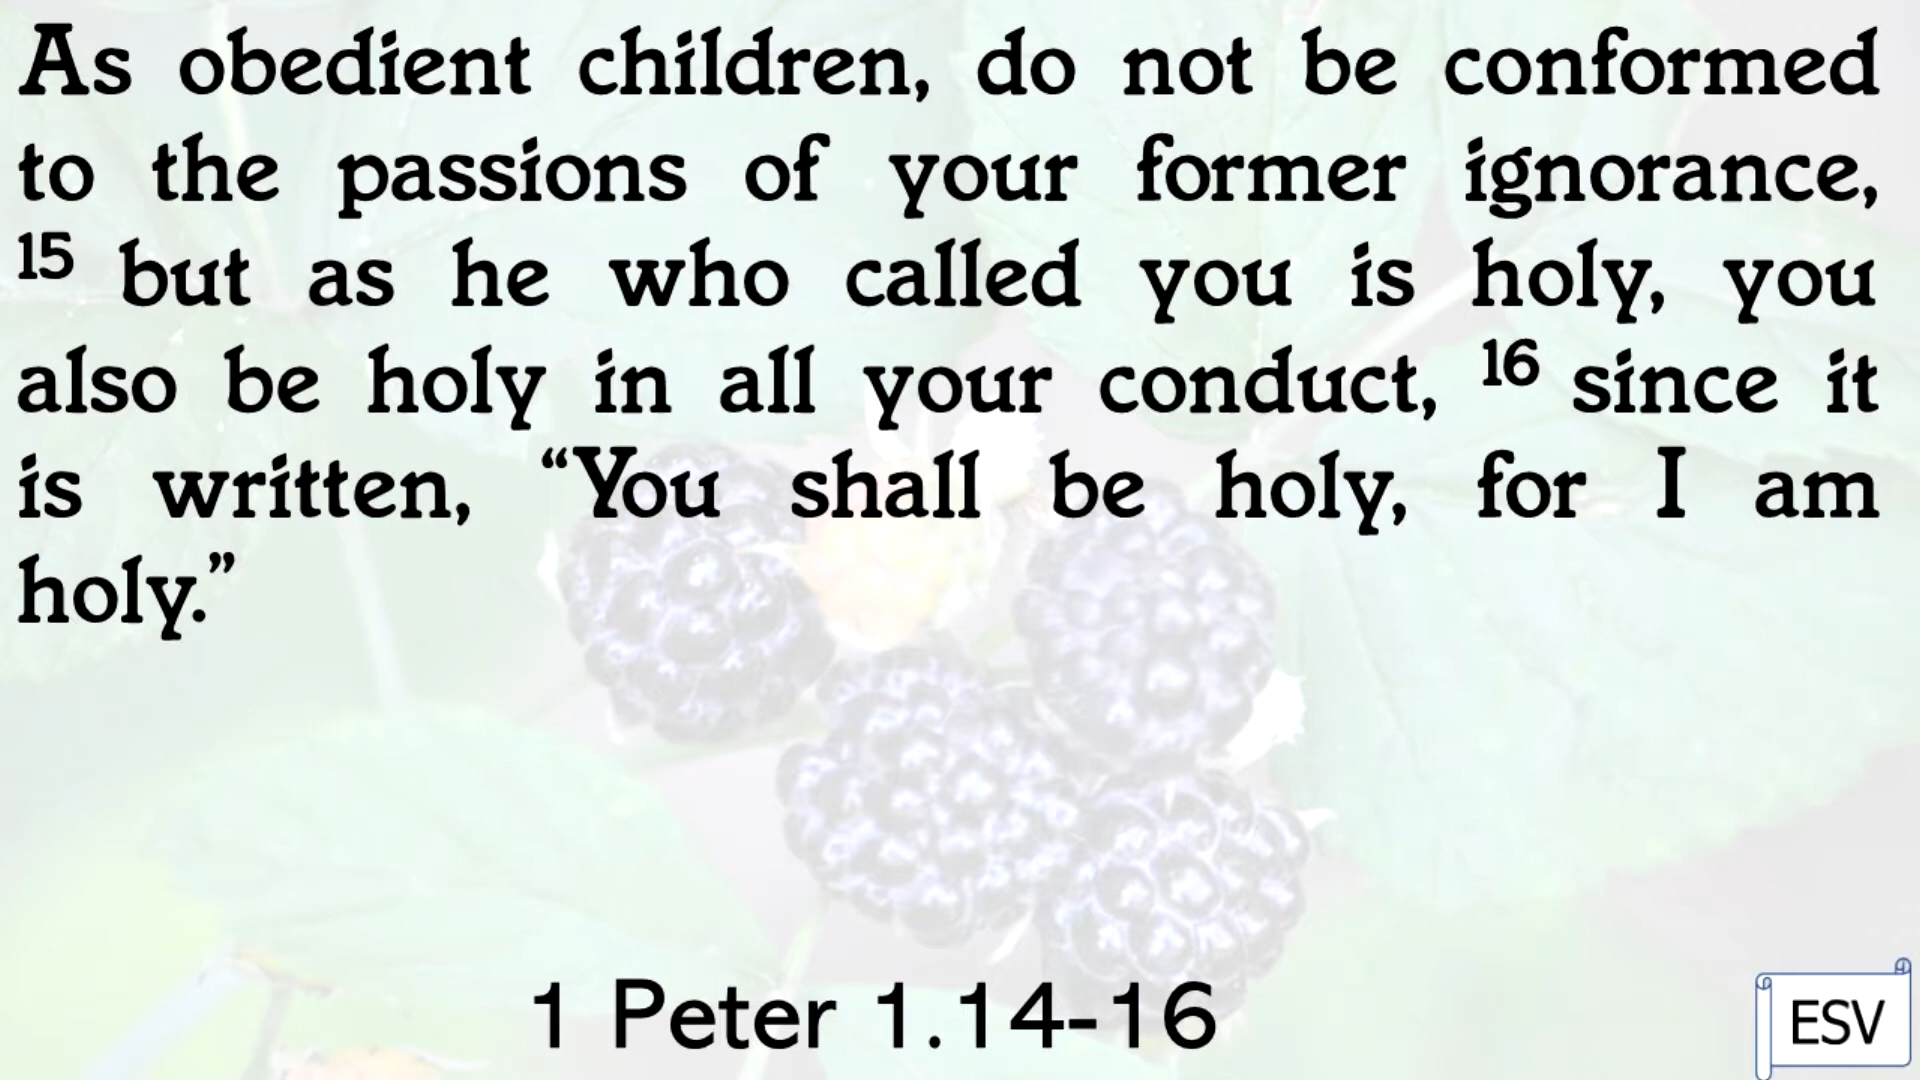 As obedient children, do not be conformed
to the passions of your former ignorance,
15 but as he who called you is holy, you
also be holy in all your conduct, 16 since it
is written, “You shall be holy, for I am
holy.”
1 Peter 1.14-16
ESV